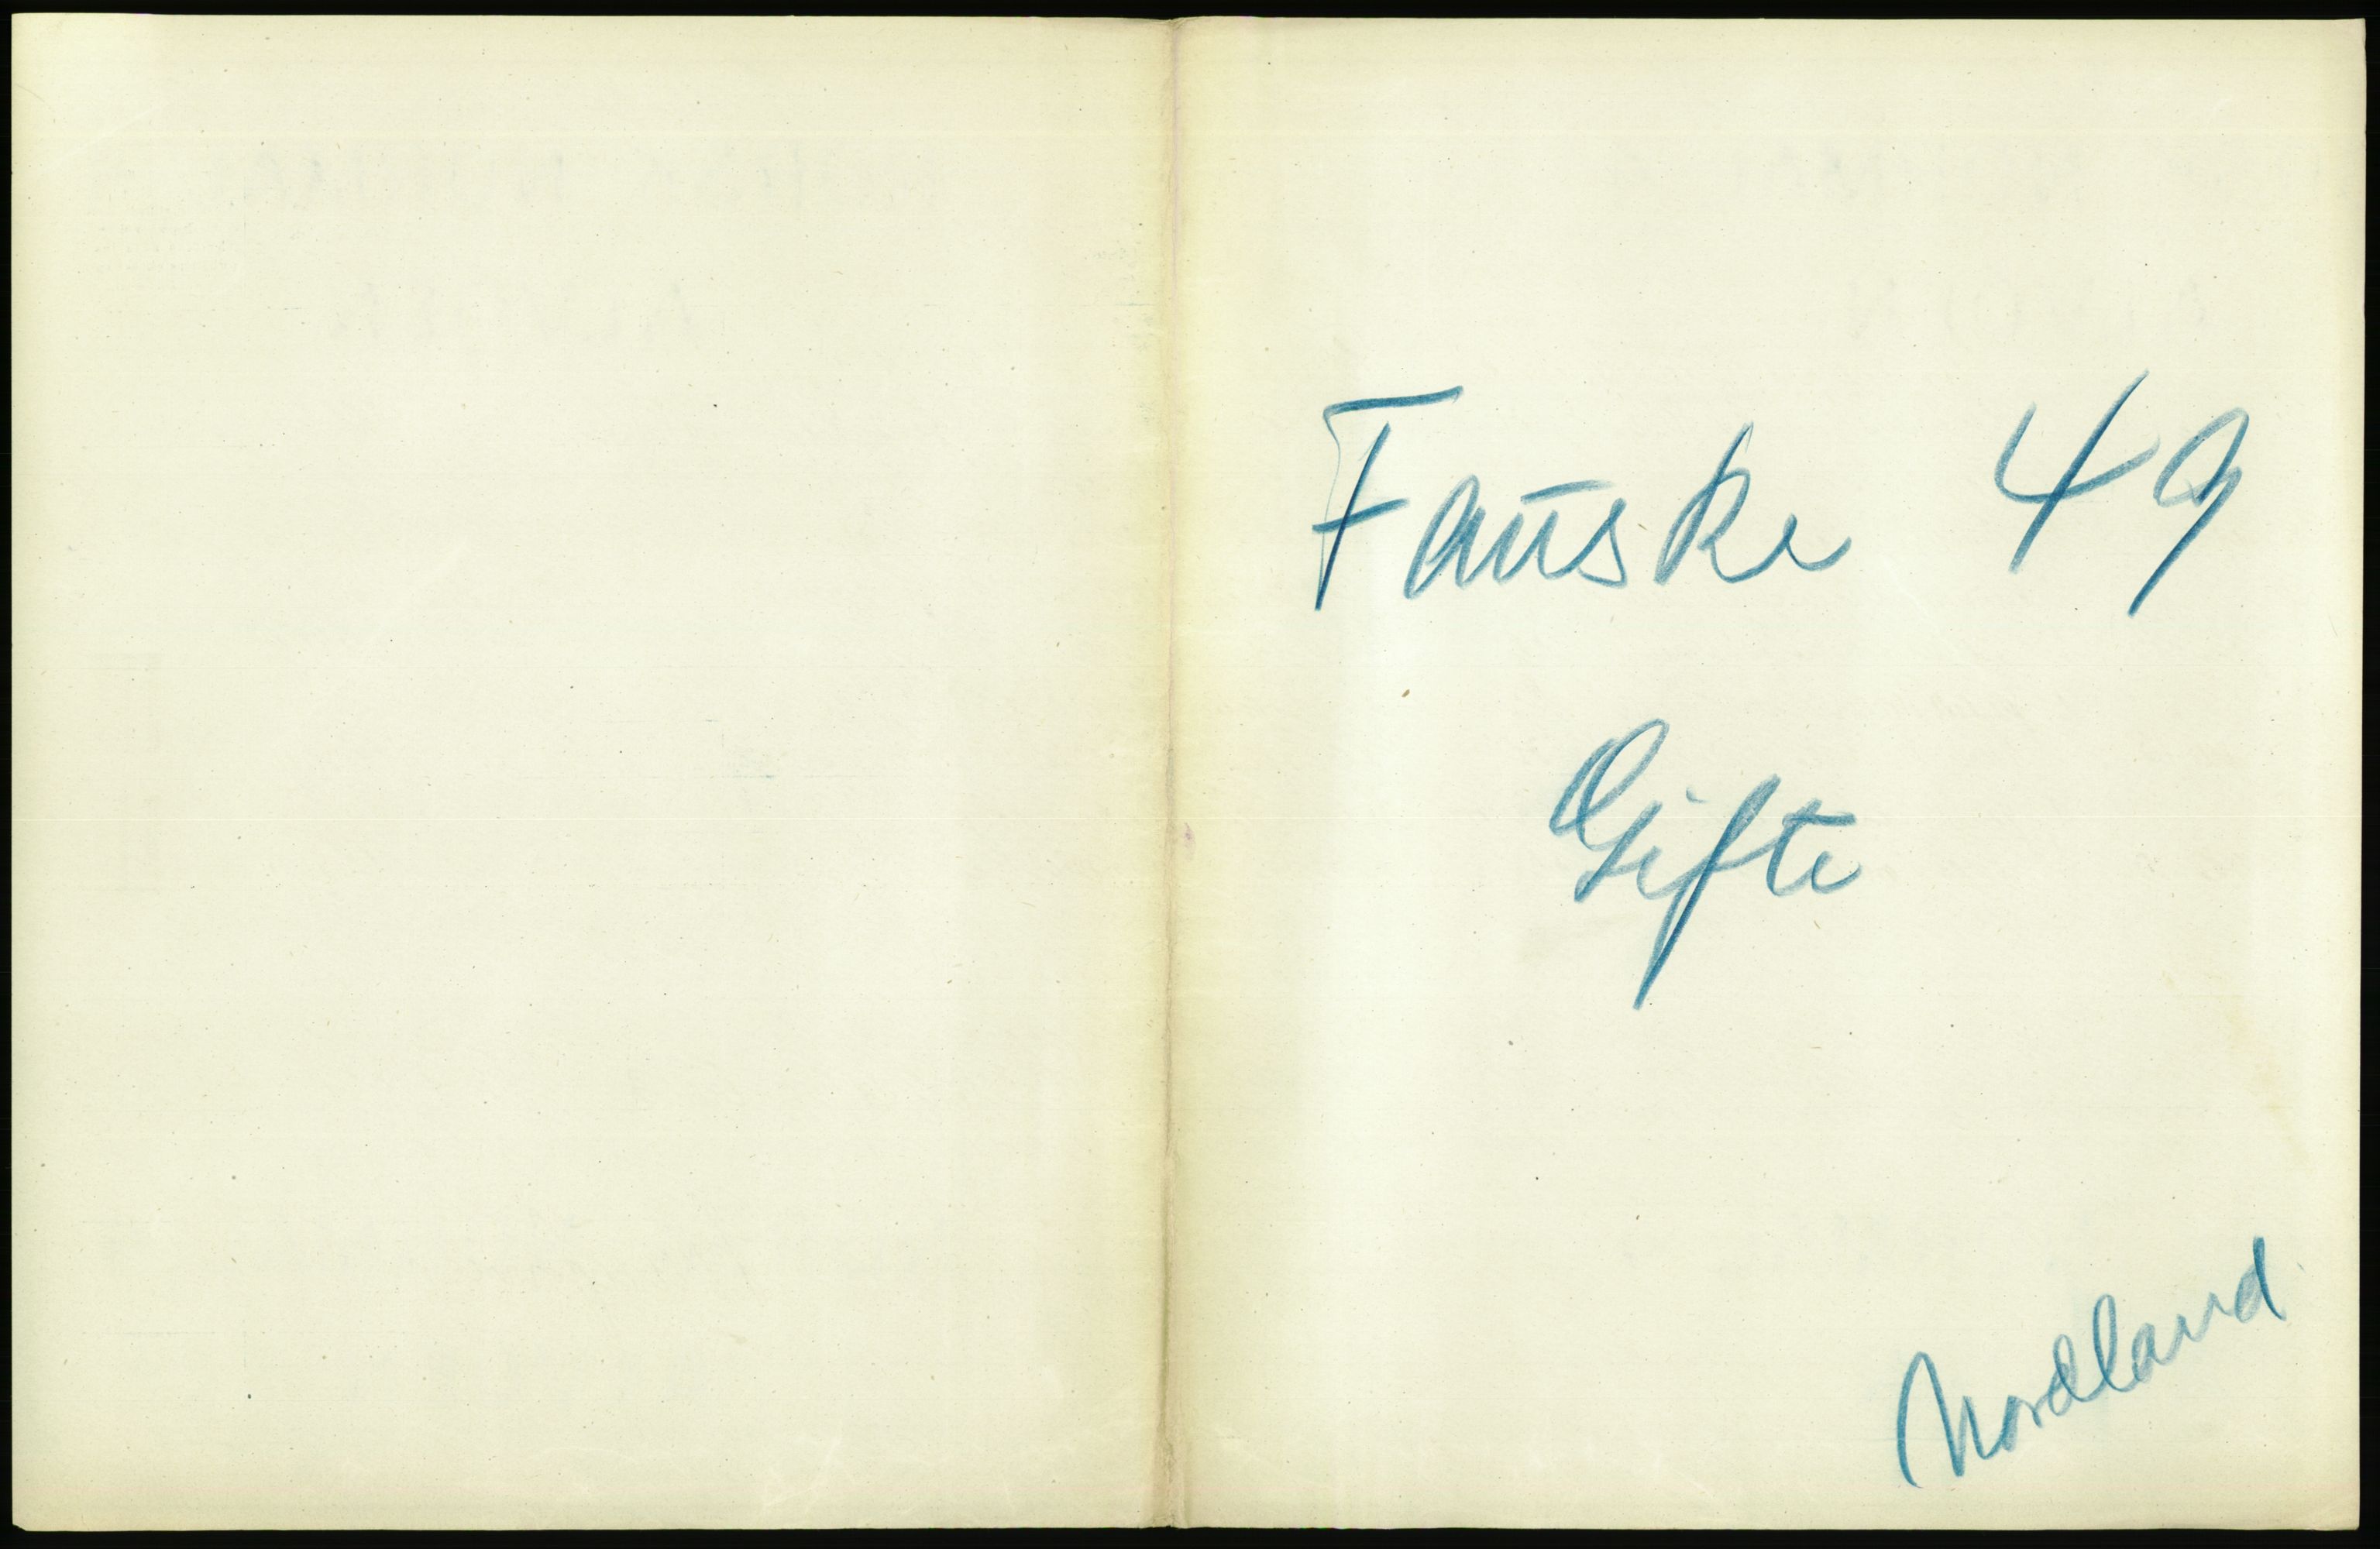 Fauske 49
Gifte
Nordland